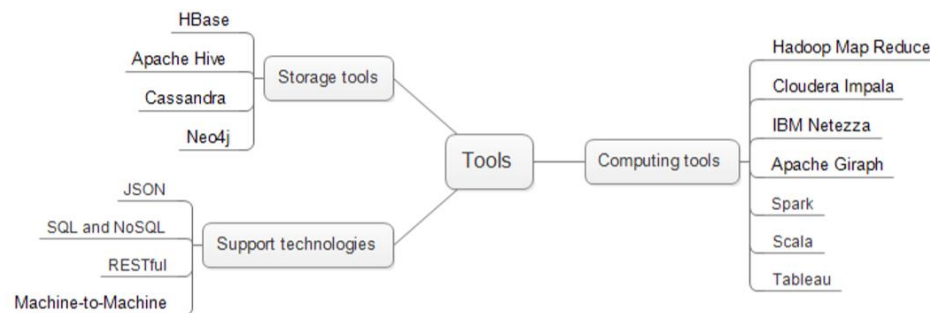 HBase
Apache Hive
Cassandra
Neo4j
Storage tools
JSON
SQL and NoSQL
RESTful
Machine-to-Machine
Support technologies
Tools
Computing tools
Hadoop Map Reduce
Cloudera Impala
IBM Netezza
Apache Giraph
Spark
Scala
Tableau